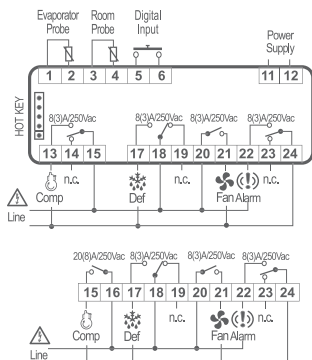 Evaporator Probe
Room Probe
Digital Input
Power Supply
1 2 3 4 5 6 11 12
HOT KEY
8(3)A/250Vac 8(3)A/250Vac 8(3)A/250Vac 8(3)A/250Vac
13 14 15 17 18 19 20 21 22 23 24
n.c. n.c. n.c.
Comp Def Fan Alarm
Line
20(8)A/250Vac 8(3)A/250Vac 8(3)A/250Vac 8(3)A/250Vac
15 16 17 18 19 20 21 22 23 24
n.c. n.c.
Comp Def Fan Alarm
Line